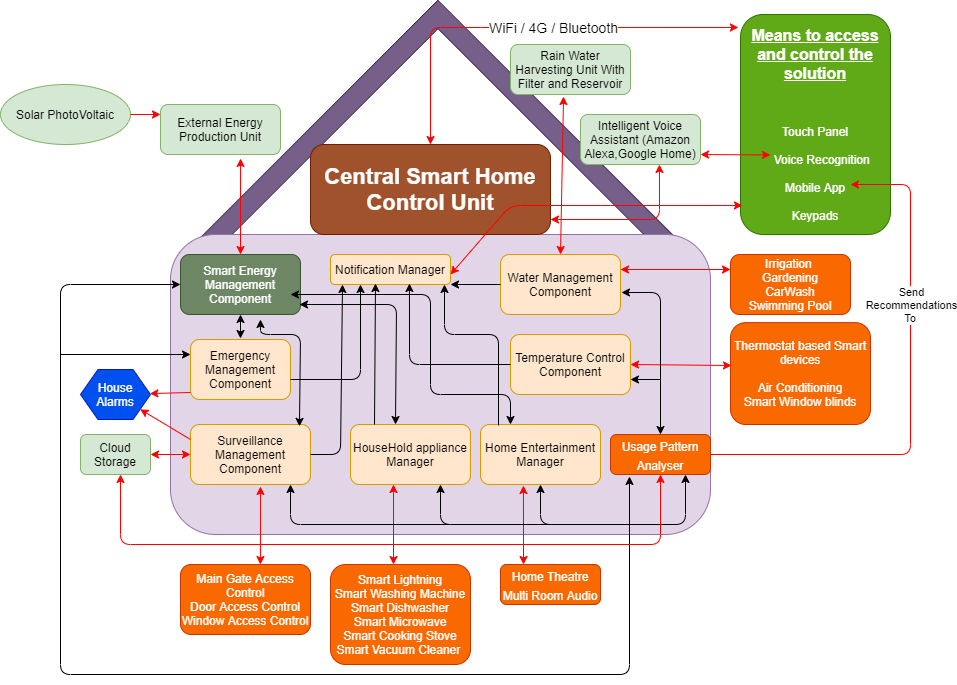 WiFi / 4G / Bluetooth
Means to access
and control the
solution
Touch Panel
Voice Recognition
Mobile App
Keypads
Rain Water
Harvesting Unit With
Filter and Reservoir
Solar PhotoVoltaic
External Energy
Production Unit
Intelligent Voice
Assistant (Amazon
Alexa,Google Home)
Central Smart Home
Control Unit
Smart Energy
Management
Component
Notification Manager
Water Management
Component
Irrigation
Gardening
CarWash
Swimming Pool
Send
Recommendations
To
Emergency
Management
Component
Temperature Control
Component
Thermostat based Smart
devices
Air Conditioning
Smart Window blinds
House
Alarms
Cloud
Storage
Surveillance
Management
Component
HouseHold appliance
Manager
Home Entertainment
Manager
Usage Pattern
Analyser
Main Gate Access
Control
Door Access Control
Window Access Control
Smart Lightning
Smart Washing Machine
Smart Dishwasher
Smart Microwave
Smart Cooking Stove
Smart Vacuum Cleaner
Home Theatre
Multi Room Audio